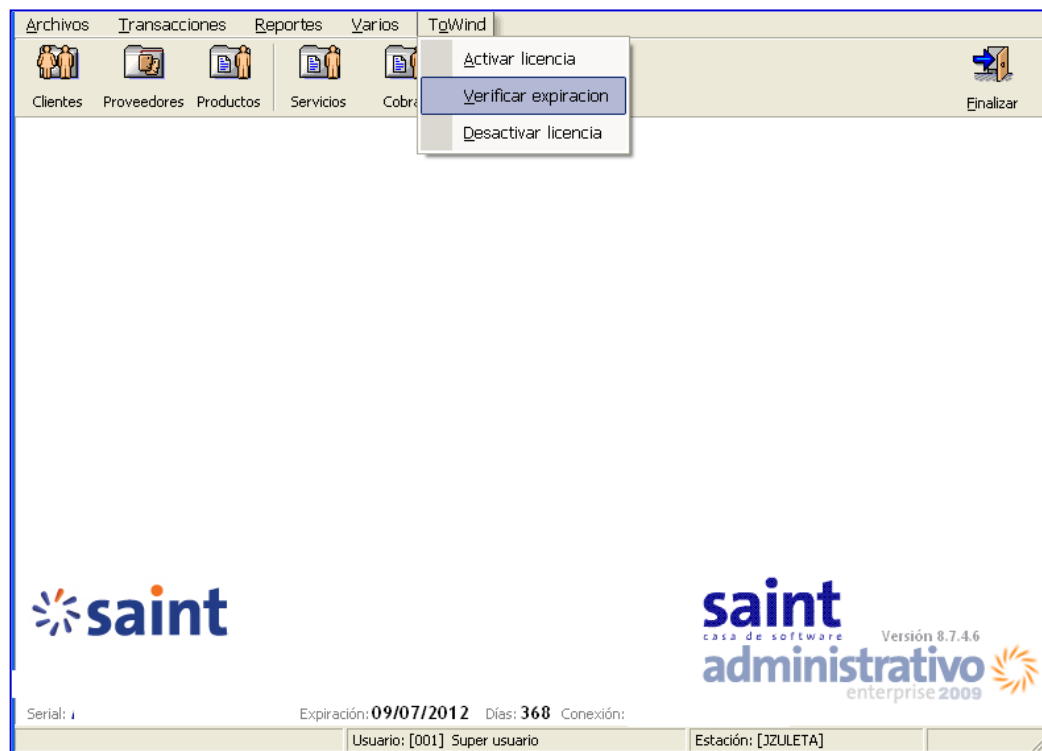 Archivos Transacciones Reportes Varios ToWind
Activar licencia
Verificar expiracion
Desactivar licencia
Clientes Proveedores Productos Servicios Finalizar
saint
saint
casa de software
Versión 8.7.4.6
administrativo
enterprise 2009
Serial: Expiración: 09/07/2012 Días: 368 Conexión:
Usuario: [001] Super usuario Estación: [JZULETA]